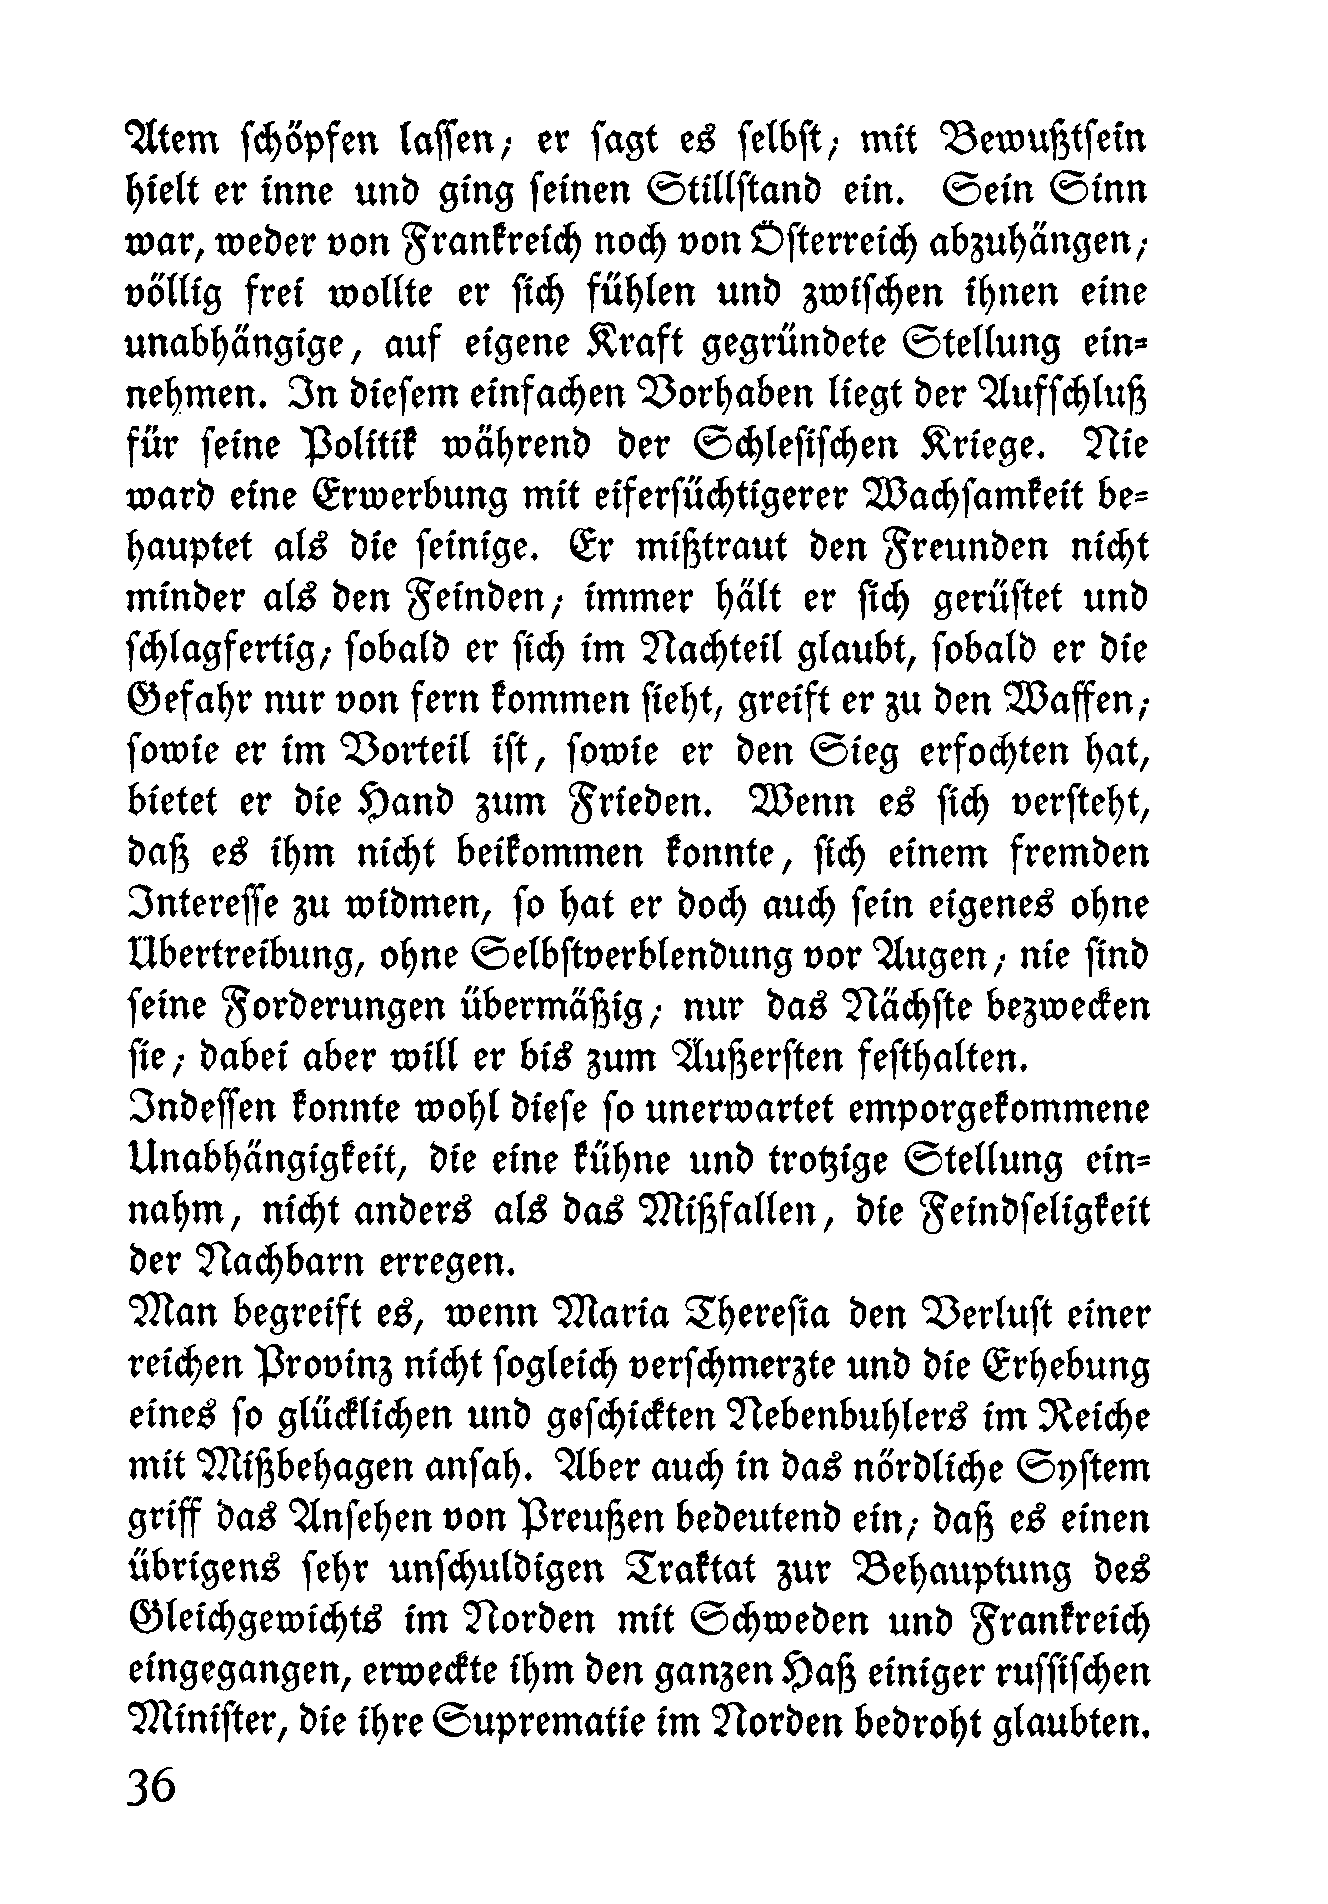 Atem schöpfen lassen; er sagt es selbst; mit Bewußtsein
hielt er inne und ging seinen Stillstand ein. Sein Sinn
war, weder von Frankreich noch von Österreich abzuhängen;
völlig frei wollte er sich fühlen und zwischen ihnen eine
unabhängige, auf eigene Kraft gegründete Stellung ein-
nehmen. In diesem einfachen Vorhaben liegt der Aufschluß
für seine Politik während der Schlesischen Kriege. Nie
ward eine Erwerbung mit eifersüchtigerer Wachsamkeit be-
hauptet als die seinige. Er mißtraut den Freunden nicht
minder als den Feinden; immer hält er sich gerüstet und
schlagfertig; sobald er sich im Nachteil glaubt, sobald er die
Gefahr nur von fern kommen sieht, greift er zu den Waffen;
sowie er im Vorteil ist, sowie er den Sieg erfochten hat,
bietet er die Hand zum Frieden. Wenn es sich versteht,
daß es ihm nicht beikommen konnte, sich einem fremden
Interesse zu widmen, so hat er doch auch sein eigenes ohne
Übertreibung, ohne Selbstverblendung vor Augen; nie sind
seine Forderungen übermäßig; nur das Nächste bezwecken
sie; dabei aber will er bis zum Äußersten festhalten.
Indessen konnte wohl diese so unerwartet emporgekommene
Unabhängigkeit, die eine kühne und trotzige Stellung ein-
nahm, nicht anders als das Mißfallen, die Feindseligkeit
der Nachbarn erregen.
Man begreift es, wenn Maria Theresia den Verlust einer
reichen Provinz nicht sogleich verschmerzte und die Erhebung
eines so glücklichen und geschickten Nebenbuhlers im Reiche
mit Mißbehagen ansah. Aber auch in das nördliche System
griff das Ansehen von Preußen bedeutend ein; daß es einen
übrigens sehr unschuldigen Traktat zur Behauptung des
Gleichgewichts im Norden mit Schweden und Frankreich
eingegangen, erweckte ihm den ganzen Haß einiger russischen
Minister, die ihre Suprematie im Norden bedroht glaubten.
36